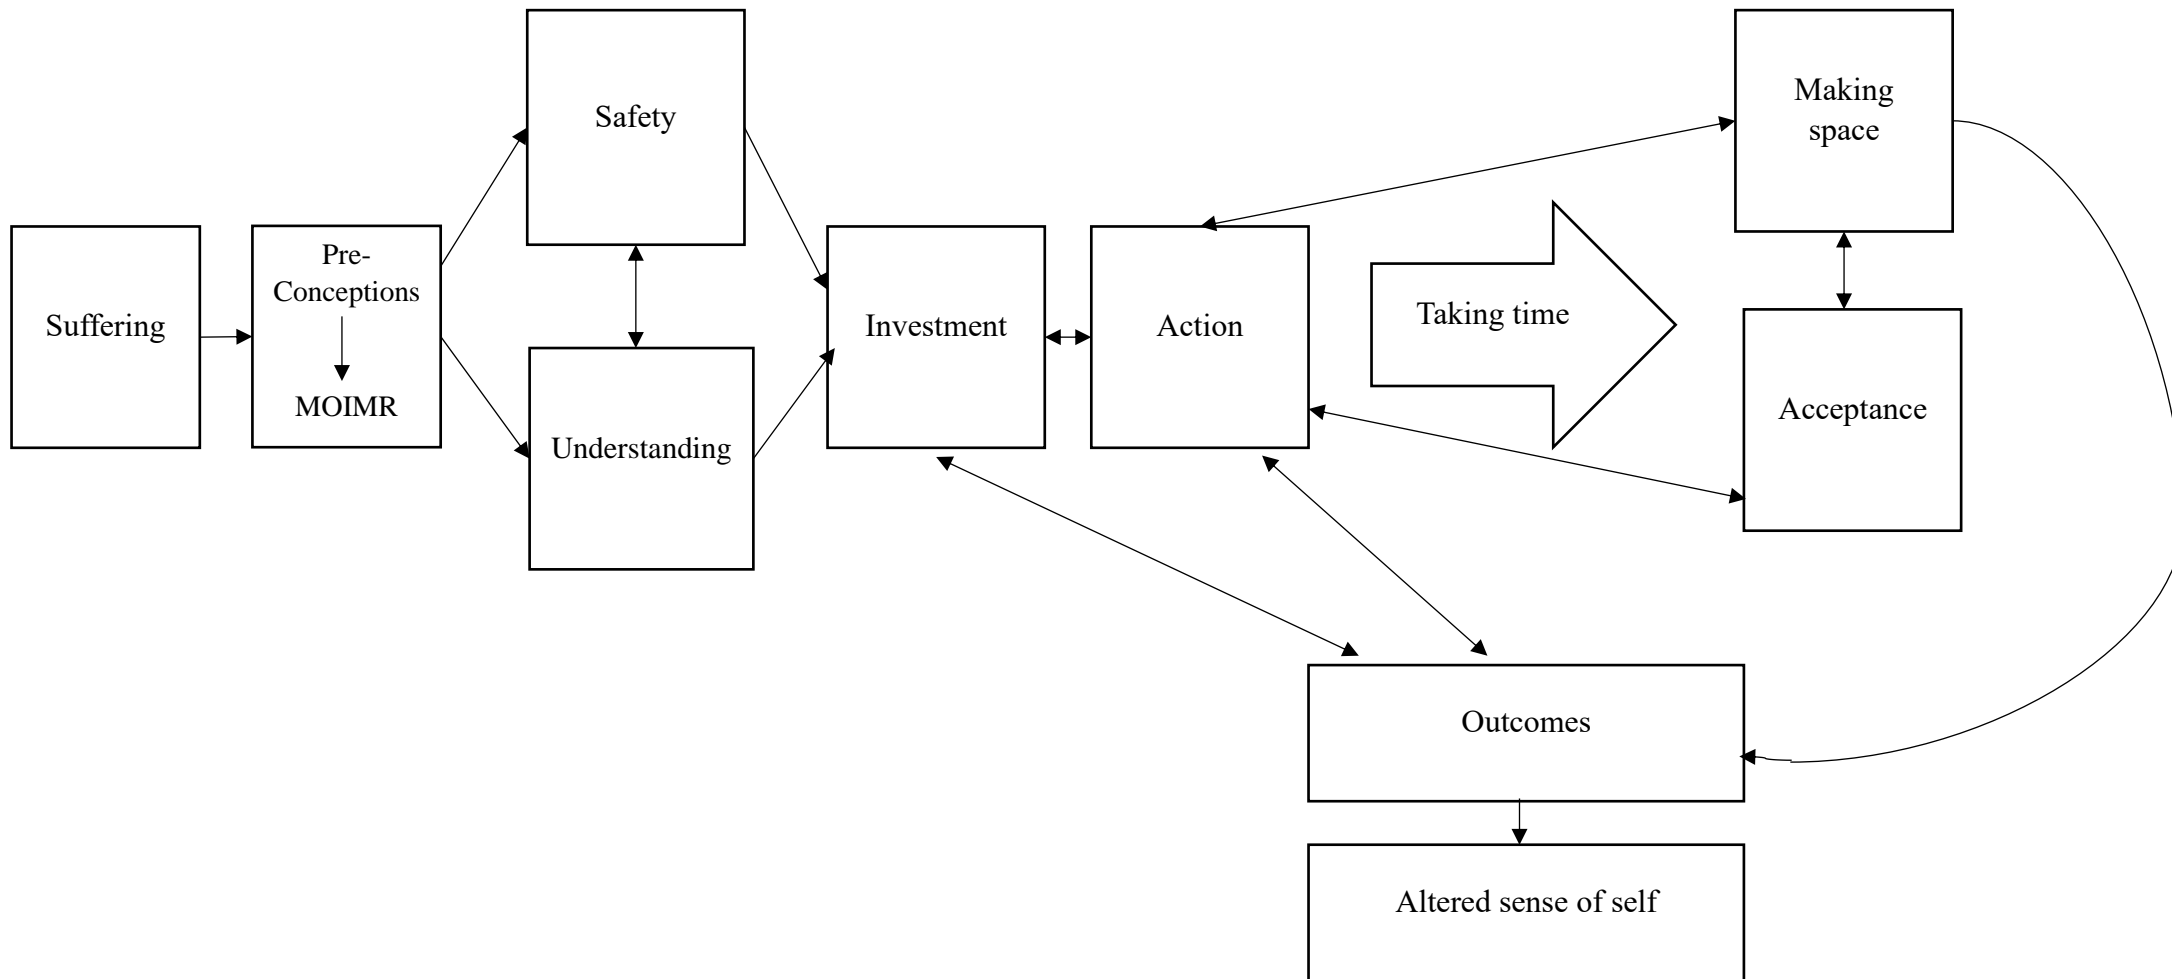 Suffering
Pre-
Conceptions
MOIMR
Safety
Understanding
Investment
Action
Taking time
Making
space
Acceptance
Outcomes
Altered sense of self